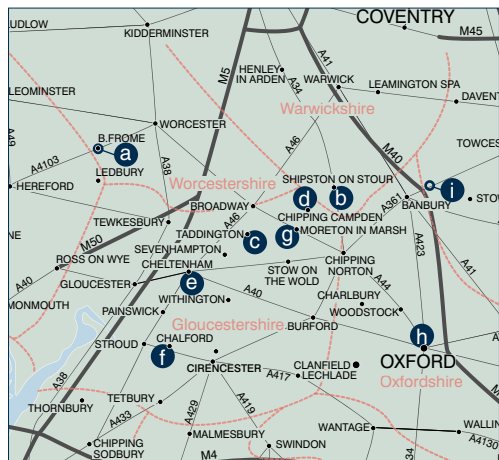 COVENTRY
UDLOW
KIDDERMINSTER
M45
M5
A41
HENLEY
IN ARDEN
A34
WARWICK
LEAMINGTON SPA
LEOMINSTER
DAVENT
Warwickshire
A49
WORCESTER
A46
M40
TOWCES
B.FROME
a
A4103
LEDBURY
A38
HEREFORD
Worcestershire
SHIPSTON ON STOUR
d
b
i
BROADWAY
A361
BANBURY
STOW
CHIPPING CAMPDEN
TEWKESBURY
A46
TADDINGTON
c
g
MORETON IN MARSH
A423
NE
M50
SEVENHAMPTON
ROSS ON WYE
CHELTENHAM
STOW ON
THE WOLD
CHIPPING
NORTON
A41
A40
e
GLOUCESTER
A44
MONMOUTH
WITHINGTON
A40
CHARLBURY
WOODSTOCK
PAINSWICK
Gloucestershire
BURFORD
h
STROUD
CHALFORD
f
OXFORD
CIRENCESTER
CLANFIELD
LECHLADE
Oxfordshire
A417
A38
TETBURY
THORNBURY
A433
A429
A419
M
MALMESBURY
WANTAGE
WALLIN
CHIPPING
SODBURY
SWINDON
A4130
M4
34